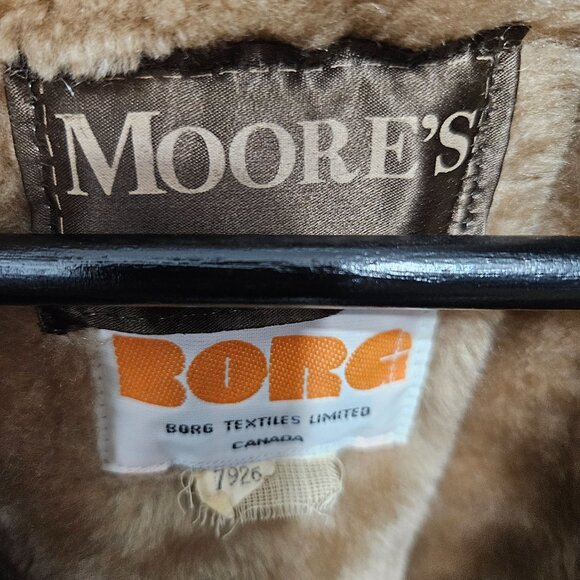 MOORE'S
BORG
BORG TEXTILES LIMITED
CANADA
7926